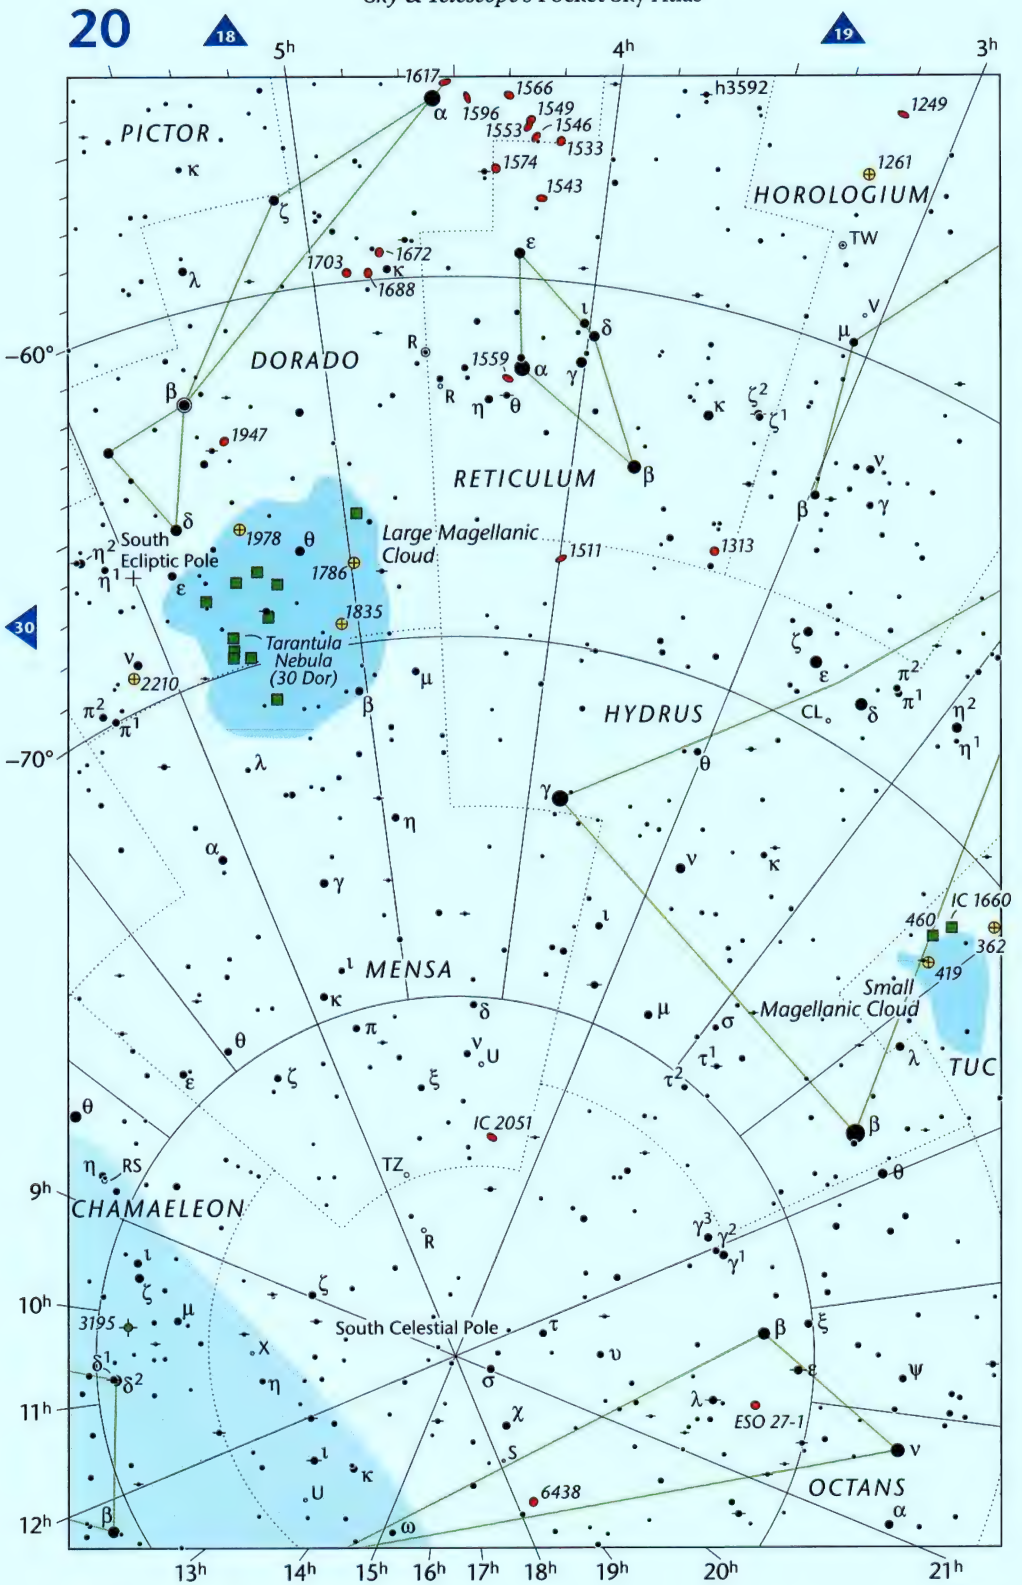 Sky & Telescope's Pocket Sky Atlas
20
18
19
5h
4h
3h
1617
α
1596
1566
1549
1553
1546
1533
1574
1543
h3592
1249
1261
PICTOR
κ
HOROLOGIUM
ζ
TW
ε
λ
1703
1672
κ
1688
V
ι
δ
μ
–60°
DORADO
R
1559
α
γ
R
β
η
θ
κ
ζ2
ζ1
1947
RETICULUM
β
ν
β
γ
δ
South
Ecliptic Pole
1978
θ
Large Magellanic
Cloud
η2
η1
ε
1786
1511
1313
30
1835
ζ
Tarantula
Nebula
(30 Dor)
ε
ν
2210
μ
π2
π1
π2
π1
β
HYDRUS
CL
δ
η2
η1
–70°
λ
θ
γ
η
α
γ
ν
κ
ι
460
IC 1660
362
MENSA
ι
419
κ
Small
Magellanic Cloud
π
δ
μ
σ
θ
ν
U
τ1
λ
TUC
ε
ζ
ξ
τ2
θ
IC 2051
β
η
RS
TZ
θ
9h
CHAMAELEON
R
γ3
γ2
γ1
ι
ζ
ζ
10h
3195
μ
South Celestial Pole
τ
β
ξ
X
υ
δ1
δ2
η
σ
ε
ψ
11h
χ
λ
ESO 27-1
ι
κ
S
ν
U
6438
OCTANS
β
ω
α
12h
13h
14h
15h
16h
17h
18h
19h
20h
21h